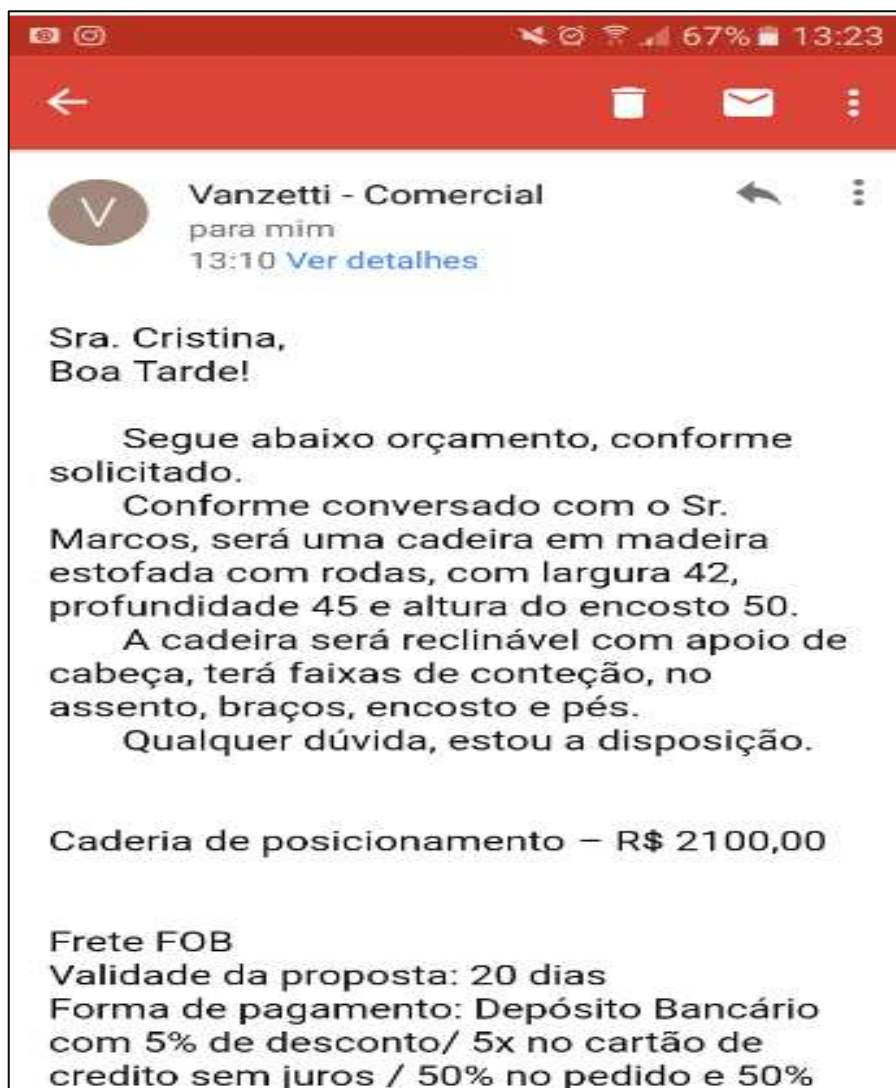 67% 13:23
Vanzetti - Comercial
V
para mim
13:10 Ver detalhes
Sra. Cristina,
Boa Tarde!
Segue abaixo orçamento, conforme
solicitado.
Conforme conversado com o Sr.
Marcos, será uma cadeira em madeira
estofada com rodas, com largura 42,
profundidade 45 e altura do encosto 50.
A cadeira será reclinável com apoio de
cabeça, terá faixas de conteção, no
assento, braços, encosto e pés.
Qualquer dúvida, estou a disposição.
Caderia de posicionamento – R$ 2100,00
Frete FOB
Validade da proposta: 20 dias
Forma de pagamento: Depósito Bancário
com 5% de desconto/ 5x no cartão de
credito sem juros / 50% no pedido e 50%